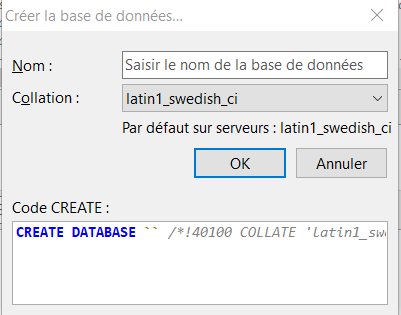 Créer la base de données...
Nom :
Saisir le nom de la base de données
Collation :
latin1_swedish_ci
Par défaut sur serveurs : latin1_swedish_ci
OK
Annuler
Code CREATE :
CREATE DATABASE `` /*!40100 COLLATE 'latin1_swe